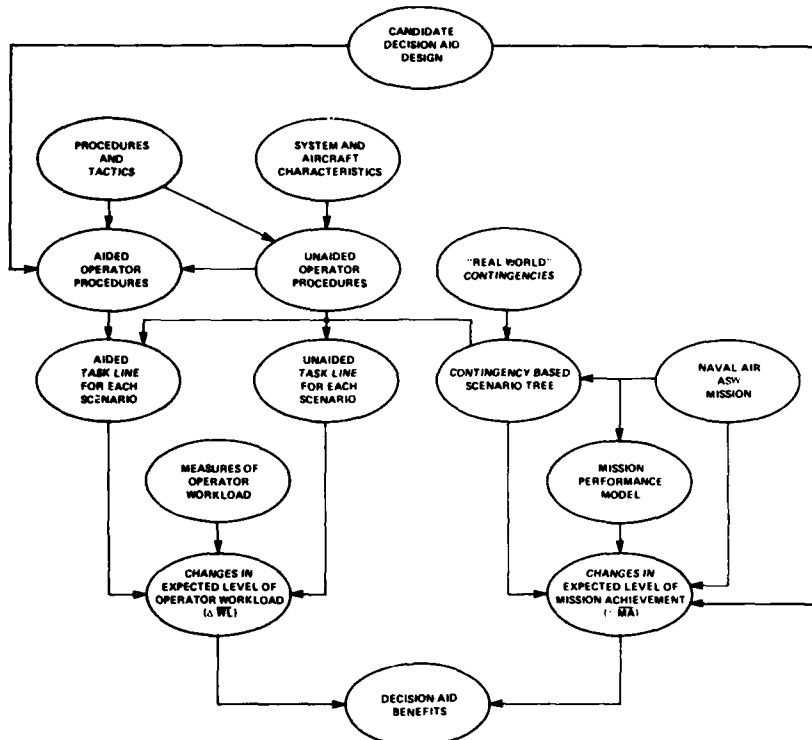 CANDIDATE
DECISION AID
DESIGN
PROCEDURES
AND
TACTICS
SYSTEM AND
AIRCRAFT
CHARACTERISTICS
AIDED
OPERATOR
PROCEDURES
UNAIDED
OPERATOR
PROCEDURES
"REAL WORLD"
CONTINGENCIES
AIDED
TASK LINE
FOR EACH
SCENARIO
UNAIDED
TASK LINE
FOR EACH
SCENARIO
CONTINGENCY BASED
SCENARIO TREE
NAVAL AIR
ASW
MISSION
MEASURES OF
OPERATOR
WORKLOAD
MISSION
PERFORMANCE
MODEL
CHANGES IN
EXPECTED LEVEL OF
OPERATOR WORKLOAD
(Δ W̅L̅)
CHANGES IN
EXPECTED LEVEL OF
MISSION ACHIEVEMENT
M̅A̅)
DECISION AID
BENEFITS